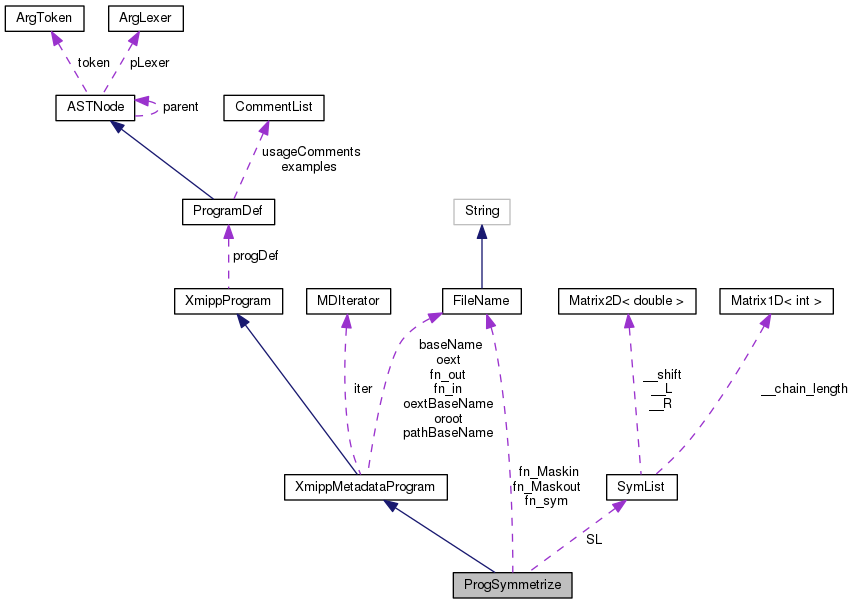 ArgToken
ArgLexer
token
pLexer
ASTNode
parent
CommentList
usageComments
examples
ProgramDef
String
progDef
XmippProgram
MDIterator
FileName
Matrix2D< double >
Matrix1D< int >
baseName
oext
fn_out
fn_in
oextBaseName
oroot
pathBaseName
iter
__shift
__L
__R
__chain_length
XmippMetadataProgram
fn_Maskin
fn_Maskout
fn_sym
SymList
SL
ProgSymmetrize